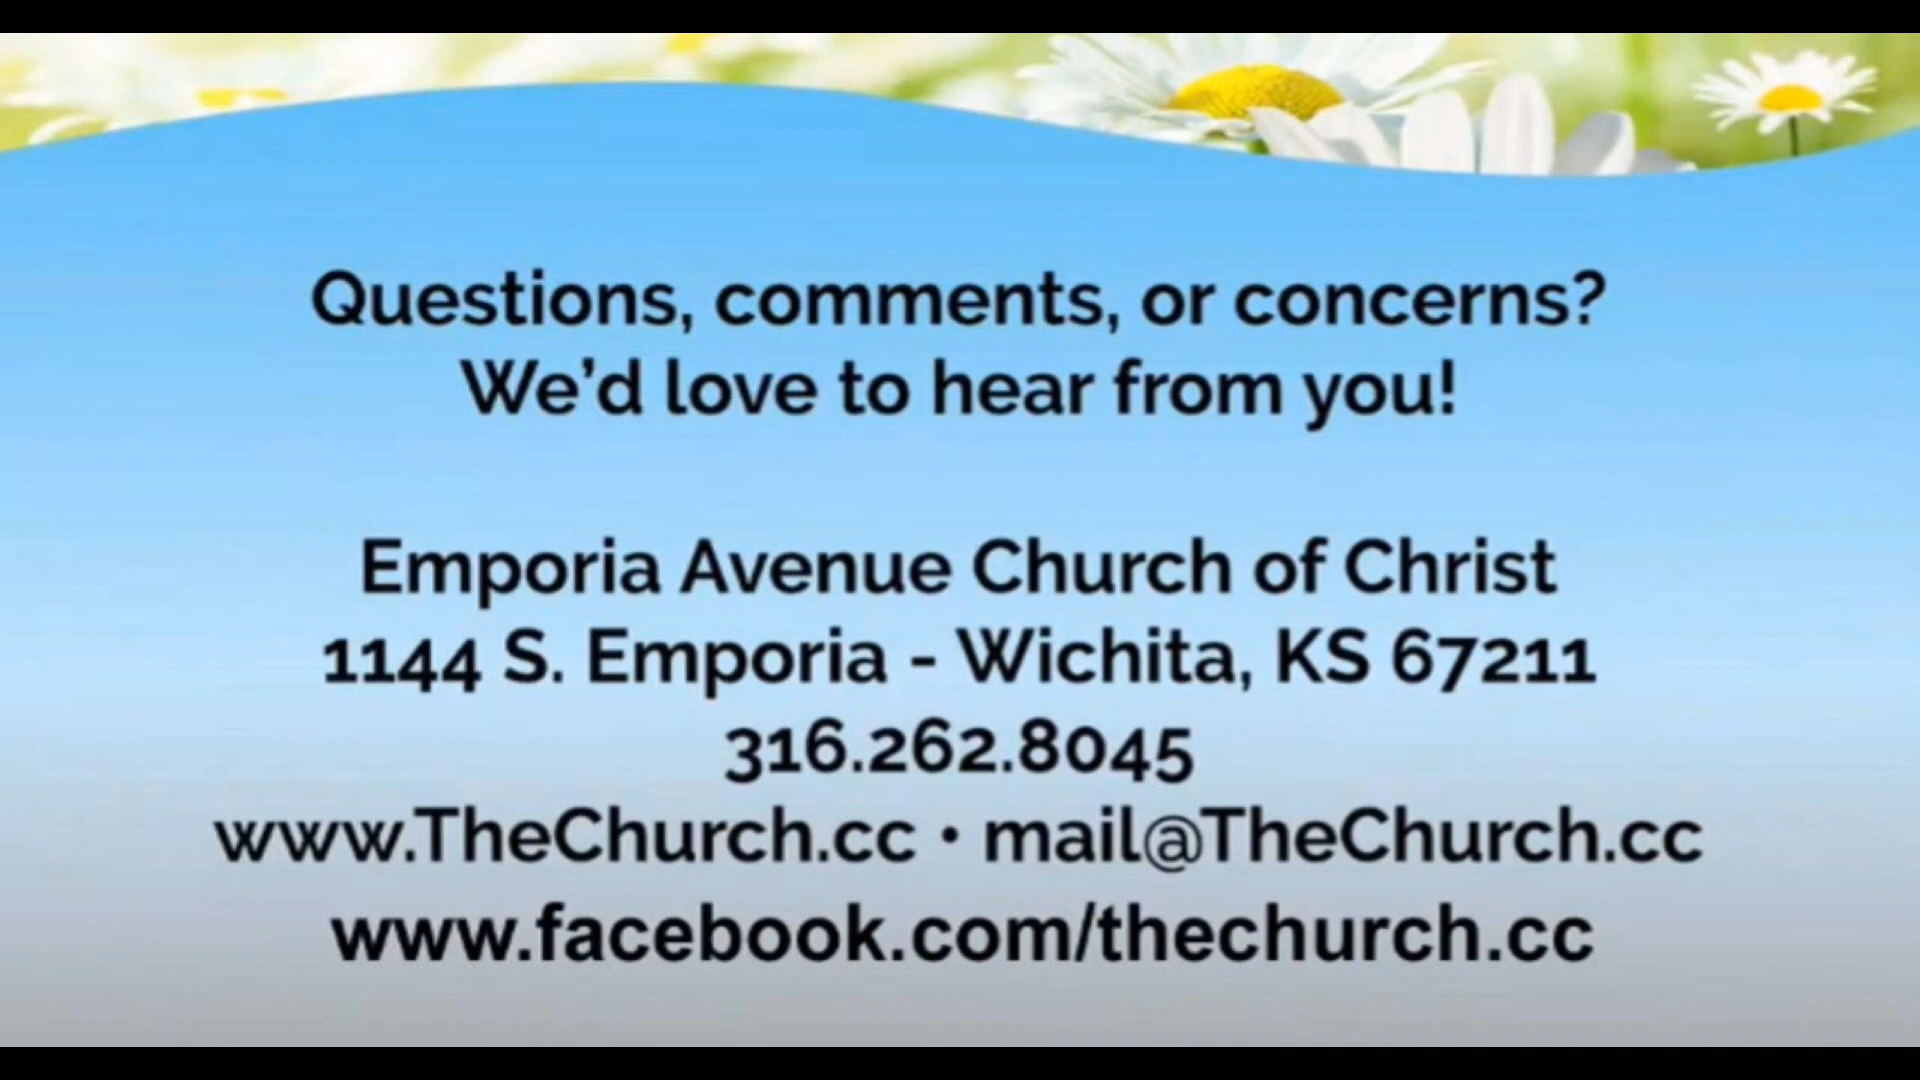 Questions, comments, or concerns?
We'd love to hear from you!
Emporia Avenue Church of Christ
1144 S. Emporia - Wichita, KS 67211
316.262.8045
www.TheChurch.cc • mail@TheChurch.cc
www.facebook.com/thechurch.cc